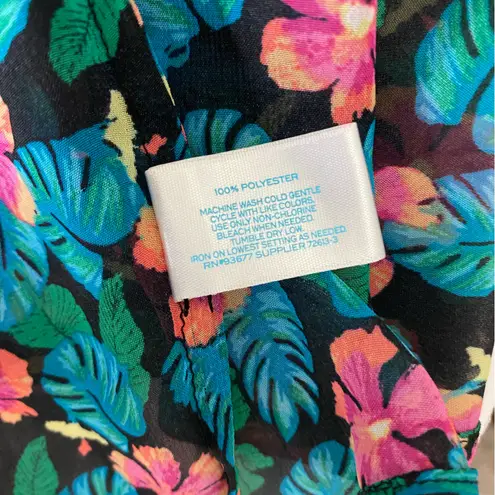 100% POLYESTER
MACHINE WASH COLD GENTLE
CYCLE WITH LIKE COLORS.
USE ONLY NON-CHLORINE
BLEACH WHEN NEEDED.
TUMBLE DRY LOW.
IRON ON LOWEST SETTING AS NEEDED.
RN#93677 SUPPLIER 72613-3